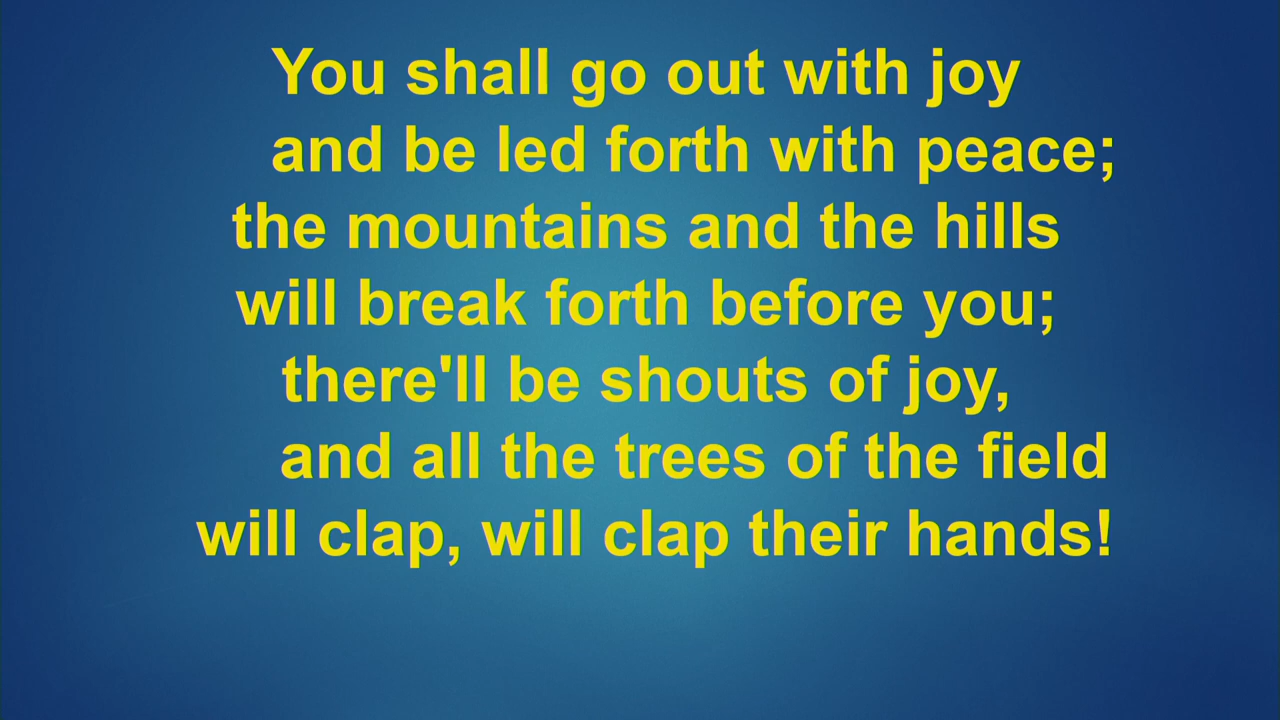 You shall go out with joy
and be led forth with peace;
the mountains and the hills
will break forth before you;
there'll be shouts of joy,
and all the trees of the field
will clap, will clap their hands!